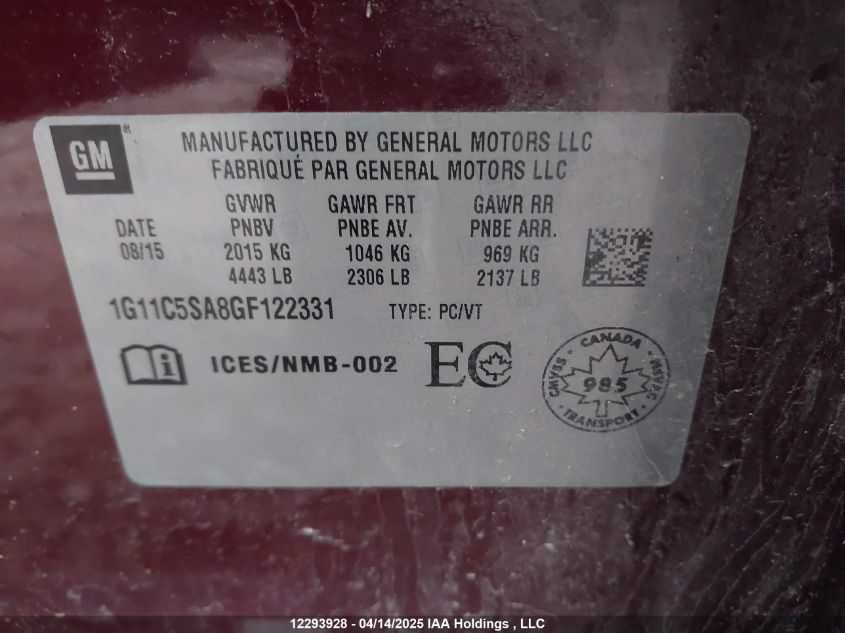 GM®
MANUFACTURED BY GENERAL MOTORS LLC
FABRIQUÉ PAR GENERAL MOTORS LLC
DATE
08/15
GVWR
PNBV
2015 KG
4443 LB
GAWR FRT
PNBE AV.
1046 KG
2306 LB
GAWR RR
PNBE ARR.
969 KG
2137 LB
1G11C5SA8GF122331 TYPE: PC/VT
i ICES/NMB-002 EC
CANADA
CMVSS 985 NSVAC
TRANSPORT
12293928 - 04/14/2025 IAA Holdings , LLC